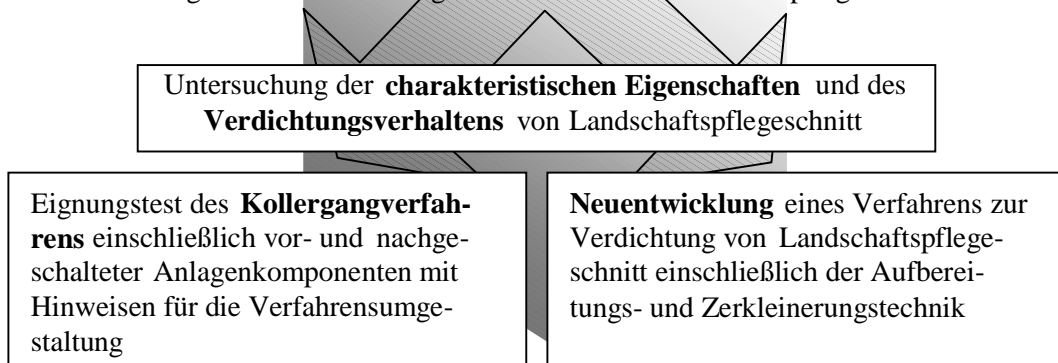 Untersuchung der charakteristischen Eigenschaften und des
Verdichtungsverhaltens von Landschaftspflegeschnitt
Eignungstest des Kollergangverfah-
rens einschließlich vor- und nachge-
schalteter Anlagenkomponenten mit
Hinweisen für die Verfahrensumge-
staltung
Neuentwicklung eines Verfahrens zur
Verdichtung von Landschaftspflege-
schnitt einschließlich der Aufberei-
tungs- und Zerkleinerungstechnik